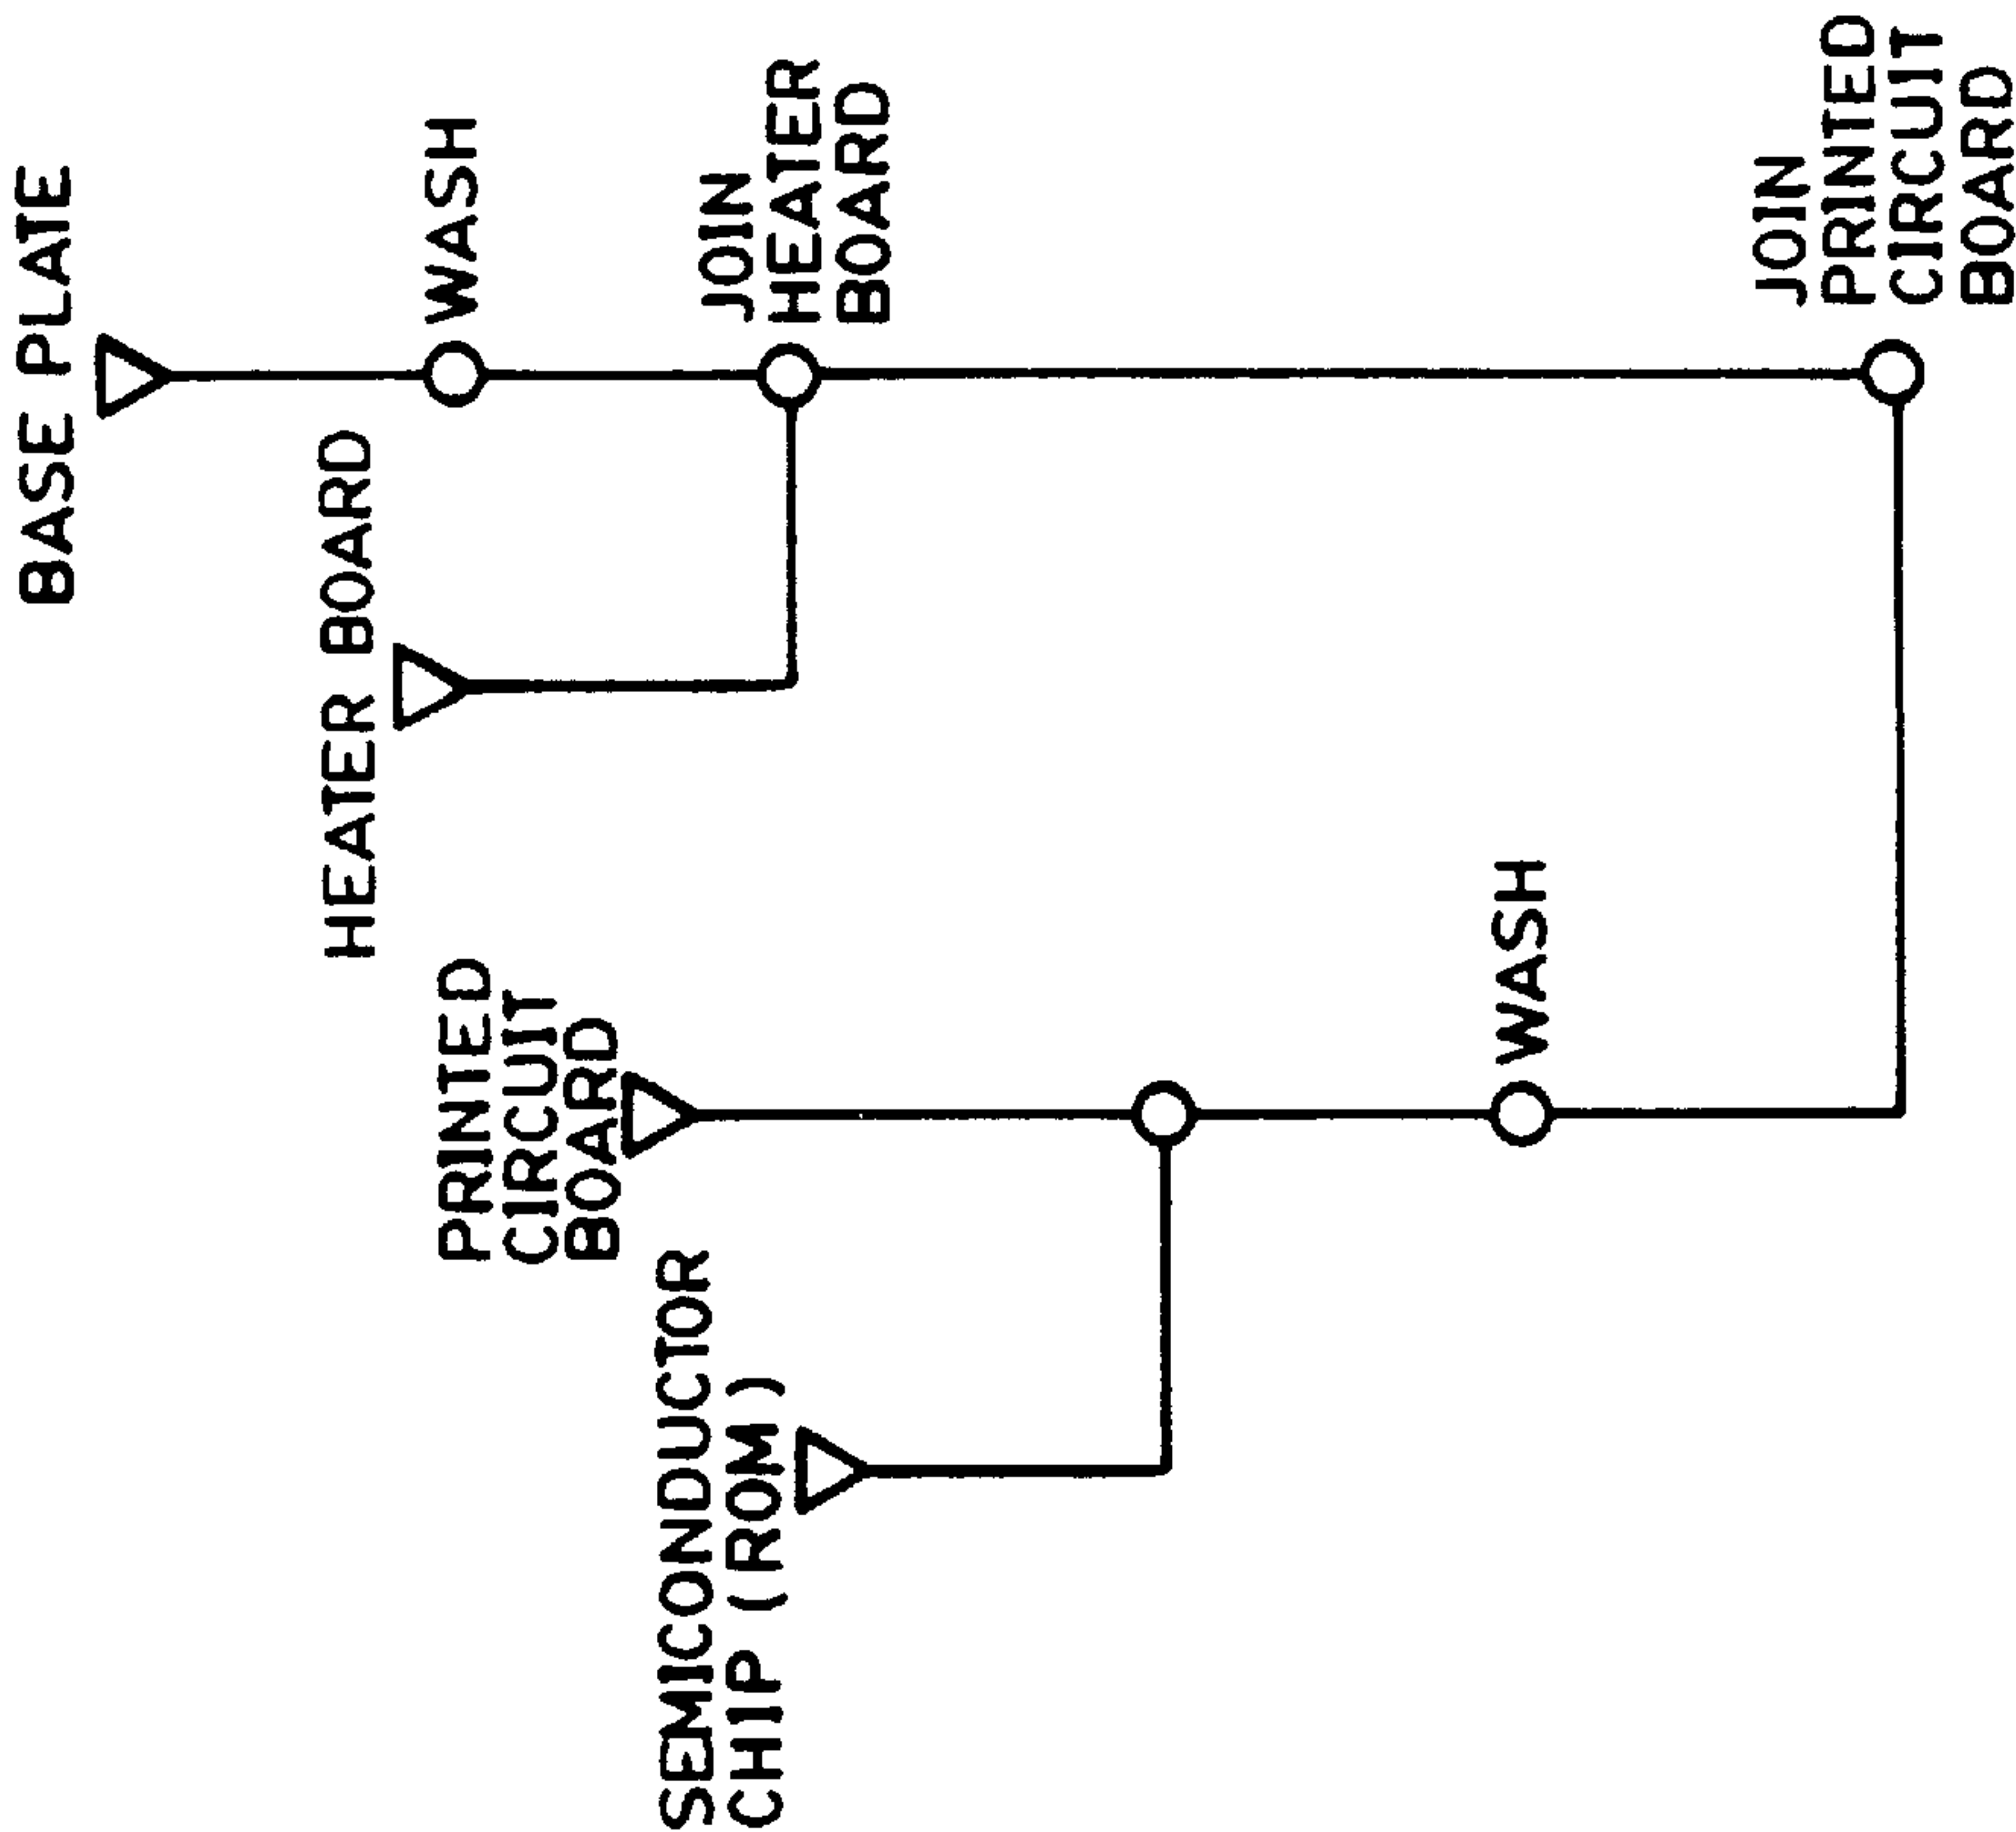 BASE PLATE
WASH
JOIN
HEATER
BOARD
HEATER BOARD
PRINTED
CIRCUIT
BOARD
SEMICONDUCTOR
CHIP (ROM)
WASH
JOIN
PRINTED
CIRCUIT
BOARD